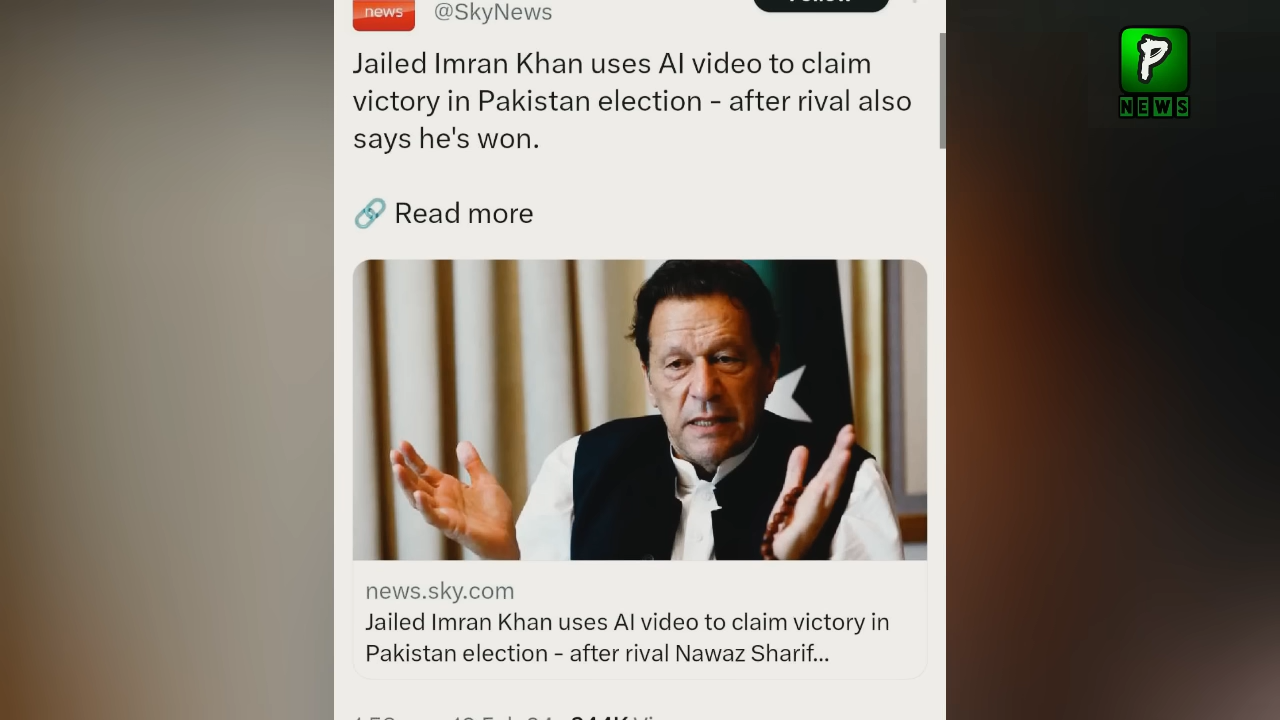 news
@SkyNews
Jailed Imran Khan uses AI video to claim
victory in Pakistan election - after rival also
says he's won.
🔗 Read more
news.sky.com
Jailed Imran Khan uses AI video to claim victory in
Pakistan election - after rival Nawaz Sharif...
P
NEWS